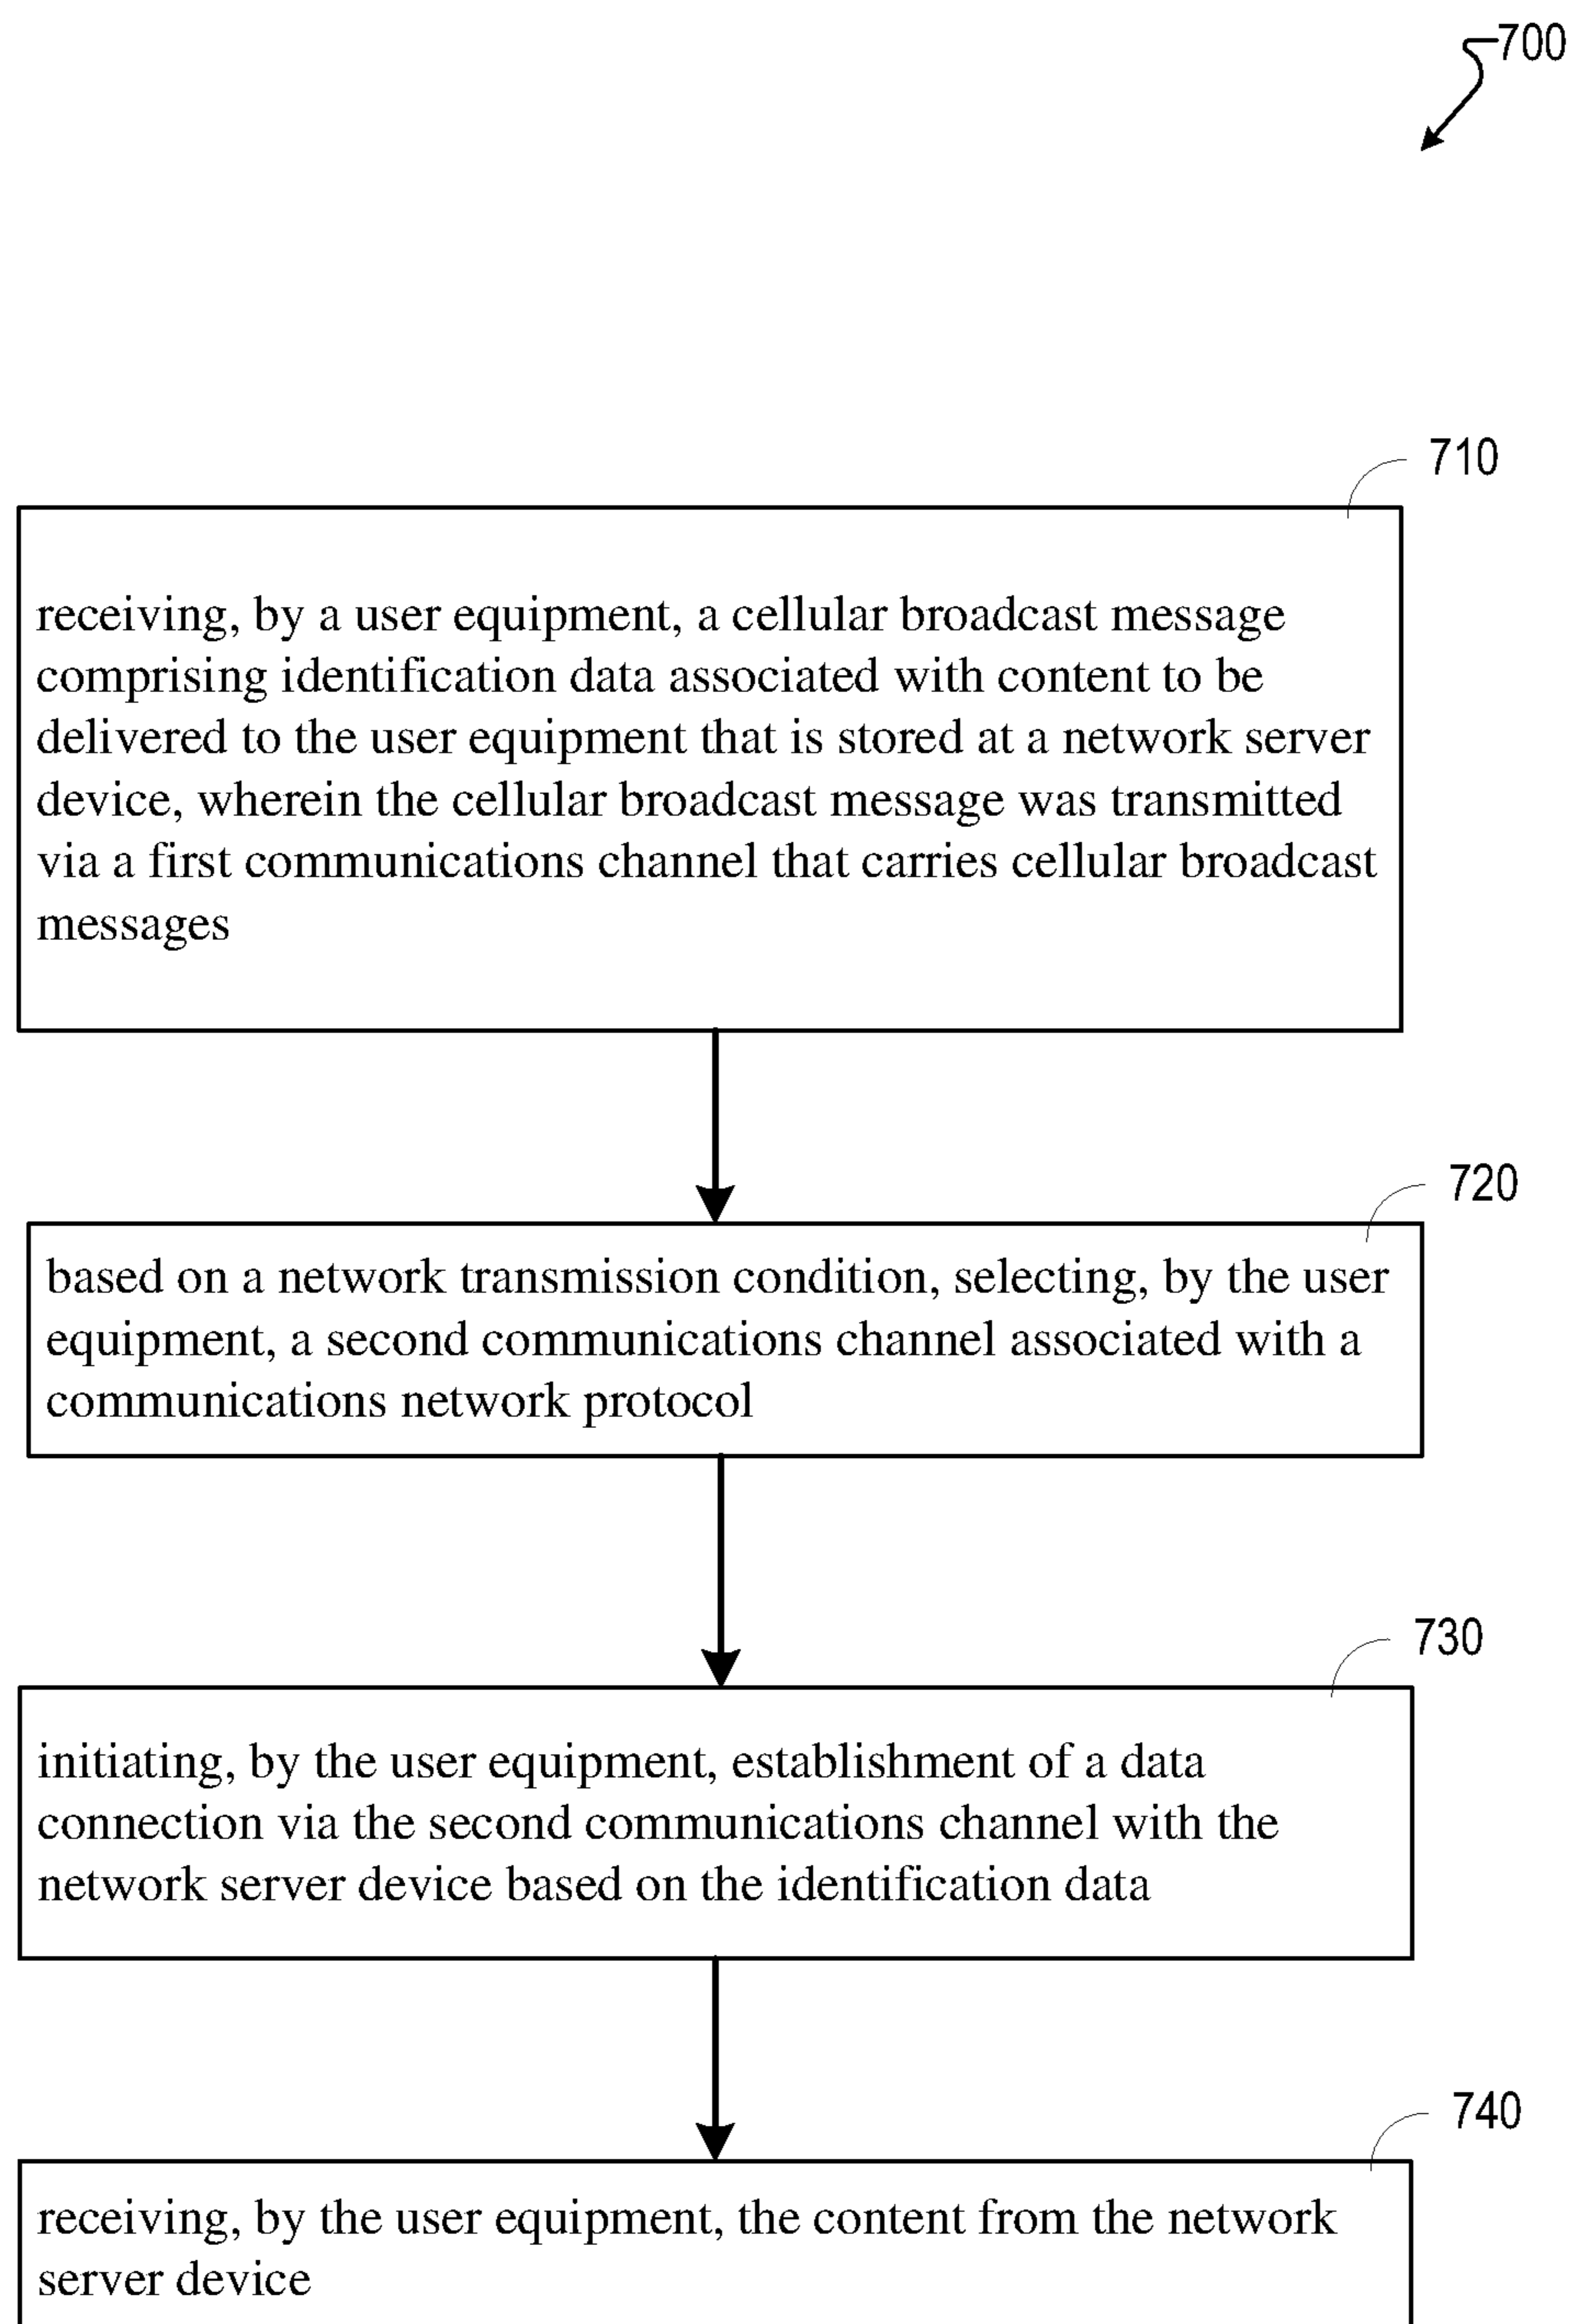 700
710
receiving, by a user equipment, a cellular broadcast message
comprising identification data associated with content to be
delivered to the user equipment that is stored at a network server
device, wherein the cellular broadcast message was transmitted
via a first communications channel that carries cellular broadcast
messages
720
based on a network transmission condition, selecting, by the user
equipment, a second communications channel associated with a
communications network protocol
730
initiating, by the user equipment, establishment of a data
connection via the second communications channel with the
network server device based on the identification data
740
receiving, by the user equipment, the content from the network
server device